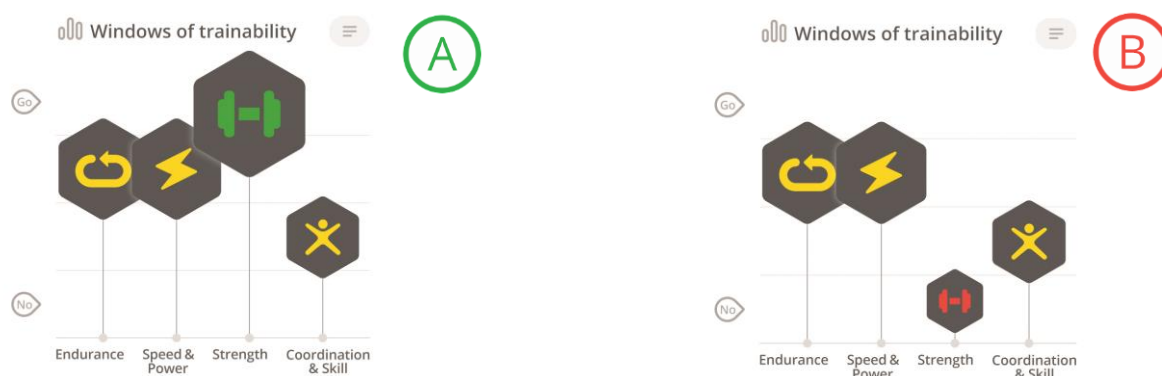 Windows of trainability
A
Go
No
Endurance
Speed &
Power
Strength
Coordination
& Skill
Windows of trainability
B
Go
No
Endurance
Speed &
Power
Strength
Coordination
& Skill